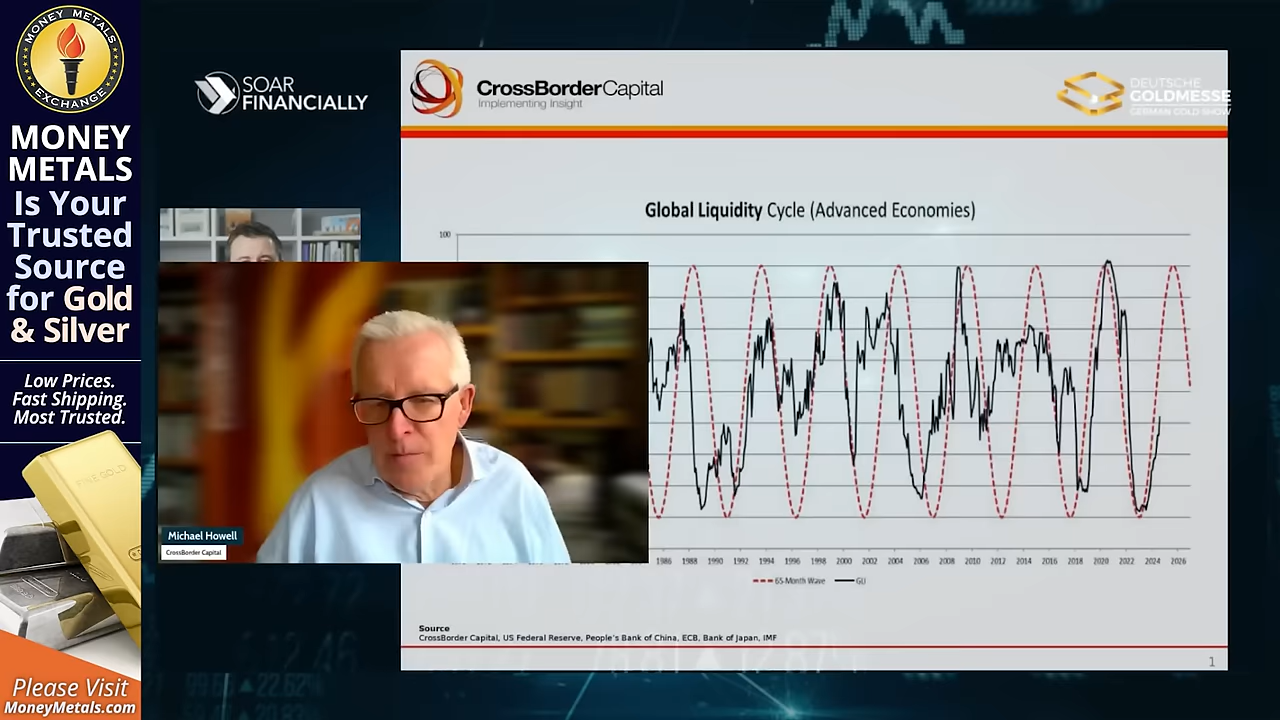 MONEY METALS
EXCHANGE
MONEY
METALS
Is Your
Trusted
Source
for Gold
& Silver
Low Prices.
Fast Shipping.
Most Trusted.
FINE GOLD
Please Visit
MoneyMetals.com
SOAR
FINANCIALLY
CrossBorderCapital
Implementing Insight
DEUTSCHE
GOLDMESSE
GERMAN GOLD SHOW
Global Liquidity Cycle (Advanced Economies)
100
1986 1988 1990 1992 1994 1996 1998 2000 2002 2004 2006 2008 2010 2012 2014 2016 2018 2020 2022 2024 2026
65-Month Wave GLI
Michael Howell
CrossBorder Capital
Source
CrossBorder Capital, US Federal Reserve, People's Bank of China, ECB, Bank of Japan, IMF
1